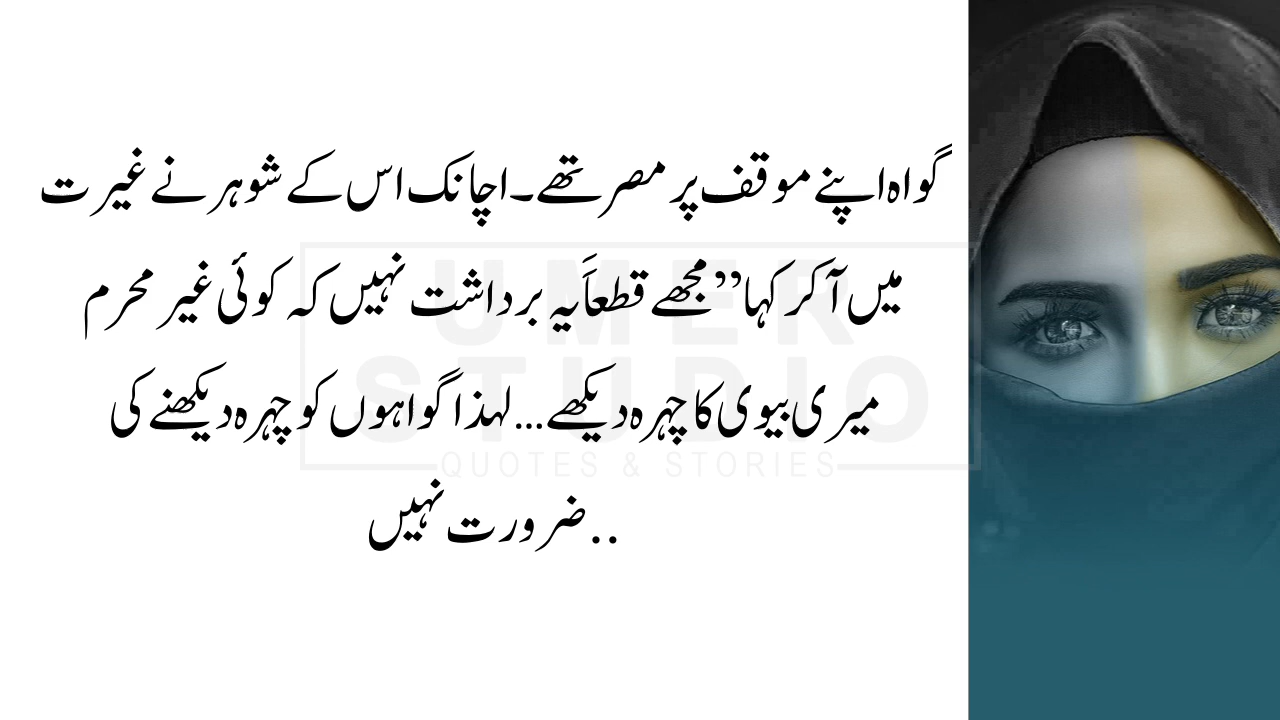 گواہ اپنے موقف پر مصر تھے۔ اچانک اس کے شوہر نے غیرت
میں آ کر کہا ”مجھے قطعاََ یہ برداشت نہیں کہ کوئی غیر محرم
میری بیوی کا چہرہ دیکھے... لہذا گواہوں کو چہرہ دیکھنے کی
ضرورت نہیں..
UMER
STUDIO
QUOTES & STORIES